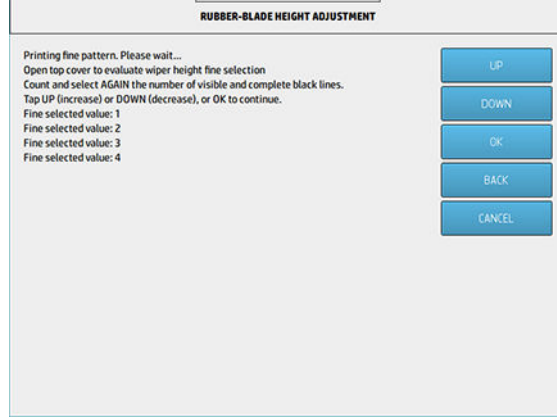 RUBBER-BLADE HEIGHT ADJUSTMENT
Printing fine pattern. Please wait...
Open top cover to evaluate wiper height fine selection
Count and select AGAIN the number of visible and complete black lines.
Tap UP (increase) or DOWN (decrease), or OK to continue.
Fine selected value: 1
Fine selected value: 2
Fine selected value: 3
Fine selected value: 4
UP
DOWN
OK
BACK
CANCEL